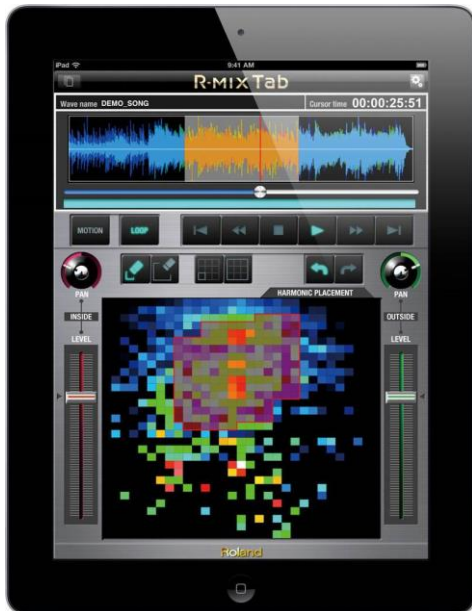 iPad 9:41 AM
R-MIX Tab
Wave name DEMO_SONG Cursor time 00:00:25:51
MOTION LOOP
PAN PAN
HARMONIC PLACEMENT
INSIDE OUTSIDE
LEVEL LEVEL
Roland